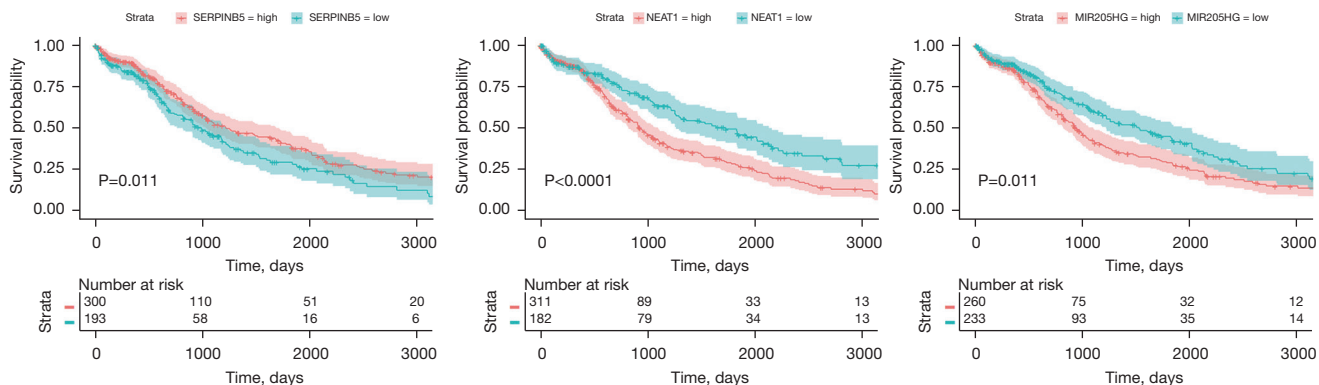 Strata SERPINB5 = high SERPINB5 = low
Survival probability
1.00
0.75
0.50
0.25
0.00
P=0.011
0 1000 2000 3000
Time, days
Number at risk
Strata
300 110 51 20
193 58 16 6
0 1000 2000 3000
Time, days
Strata NEAT1 = high NEAT1 = low
Survival probability
1.00
0.75
0.50
0.25
0.00
P<0.0001
0 1000 2000 3000
Time, days
Number at risk
Strata
311 89 33 13
182 79 34 13
0 1000 2000 3000
Time, days
Strata MIR205HG = high MIR205HG = low
Survival probability
1.00
0.75
0.50
0.25
0.00
P=0.011
0 1000 2000 3000
Time, days
Number at risk
Strata
260 75 32 12
233 93 35 14
0 1000 2000 3000
Time, days